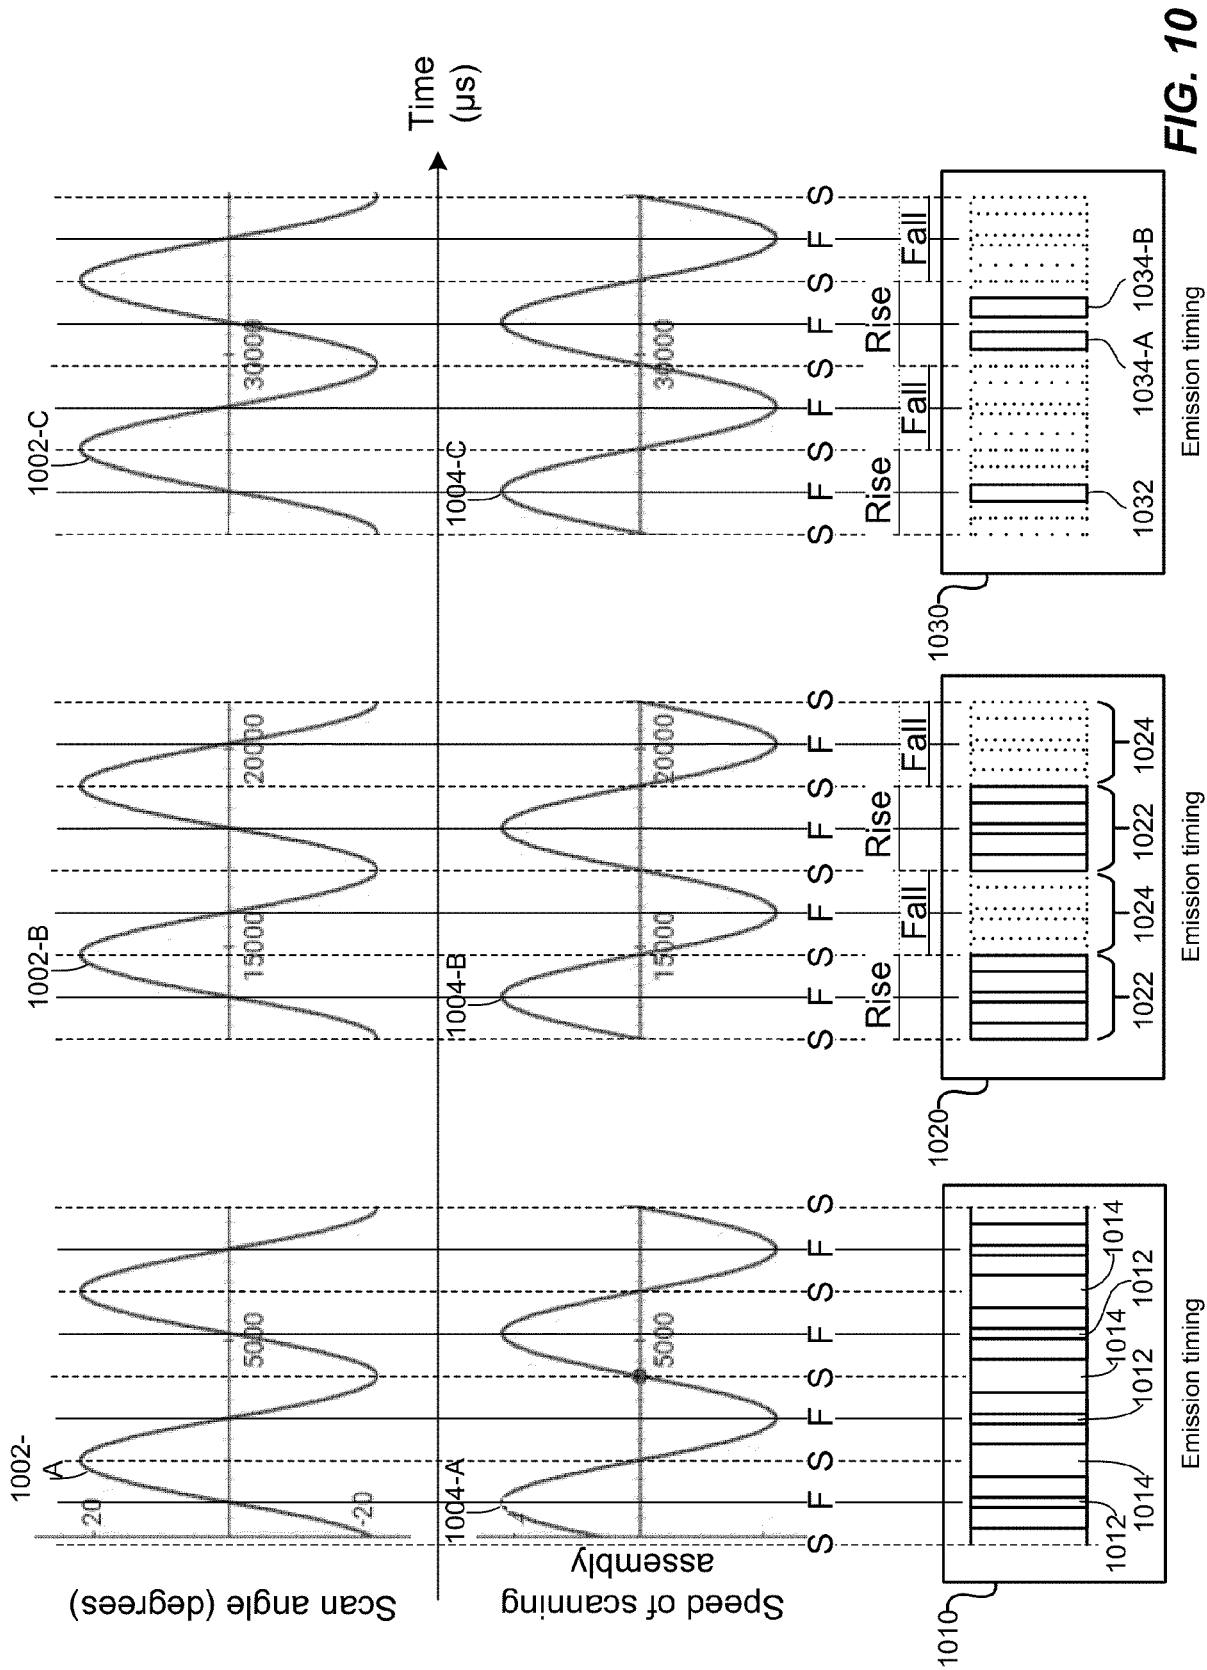 FIG. 10
Scan angle (degrees)
1002-
A
1002-B
1002-C
20
-20
5000
15000
20000
30000
Time
(µs)
Speed of scanning
assembly
1004-A
1004-B
1004-C
4
5000
15000
20000
30000
S F S F S F S F S
S F S F S F S F S
S F S F S F S F S
Rise Fall Rise Fall
Rise Fall Rise Fall
1010
1012 1014 1012 1014 1012 1014
Emission timing
1020
1022 1024 1022 1024
Emission timing
1030
1032 1034-A 1034-B
Emission timing